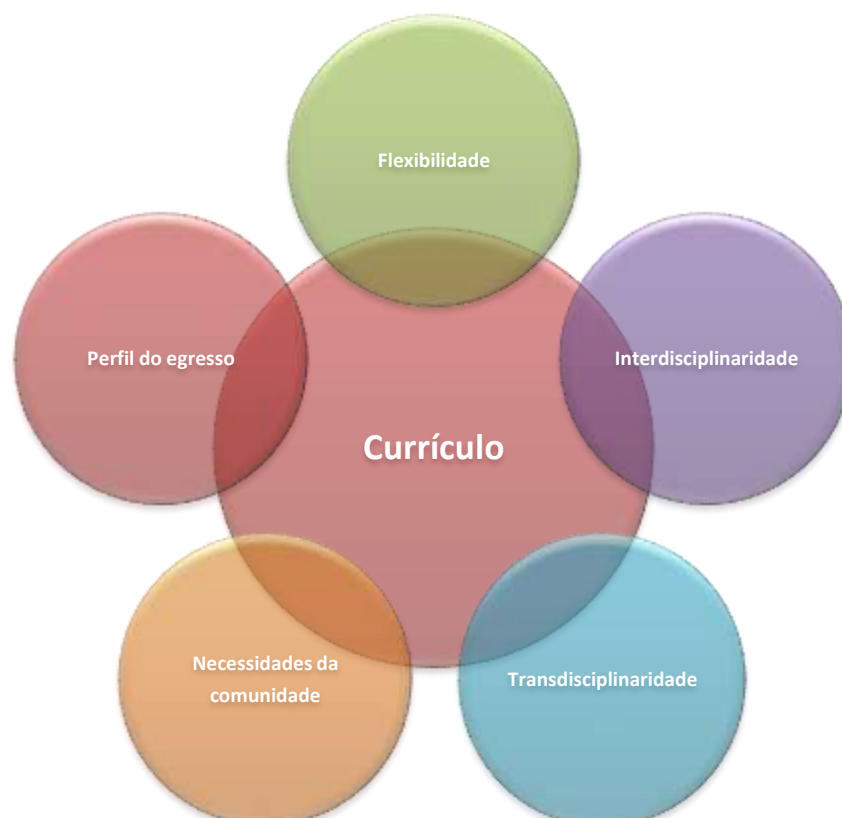 Flexibilidade
Perfil do egresso
Interdisciplinaridade
Currículo
Necessidades da
comunidade
Transdisciplinaridade